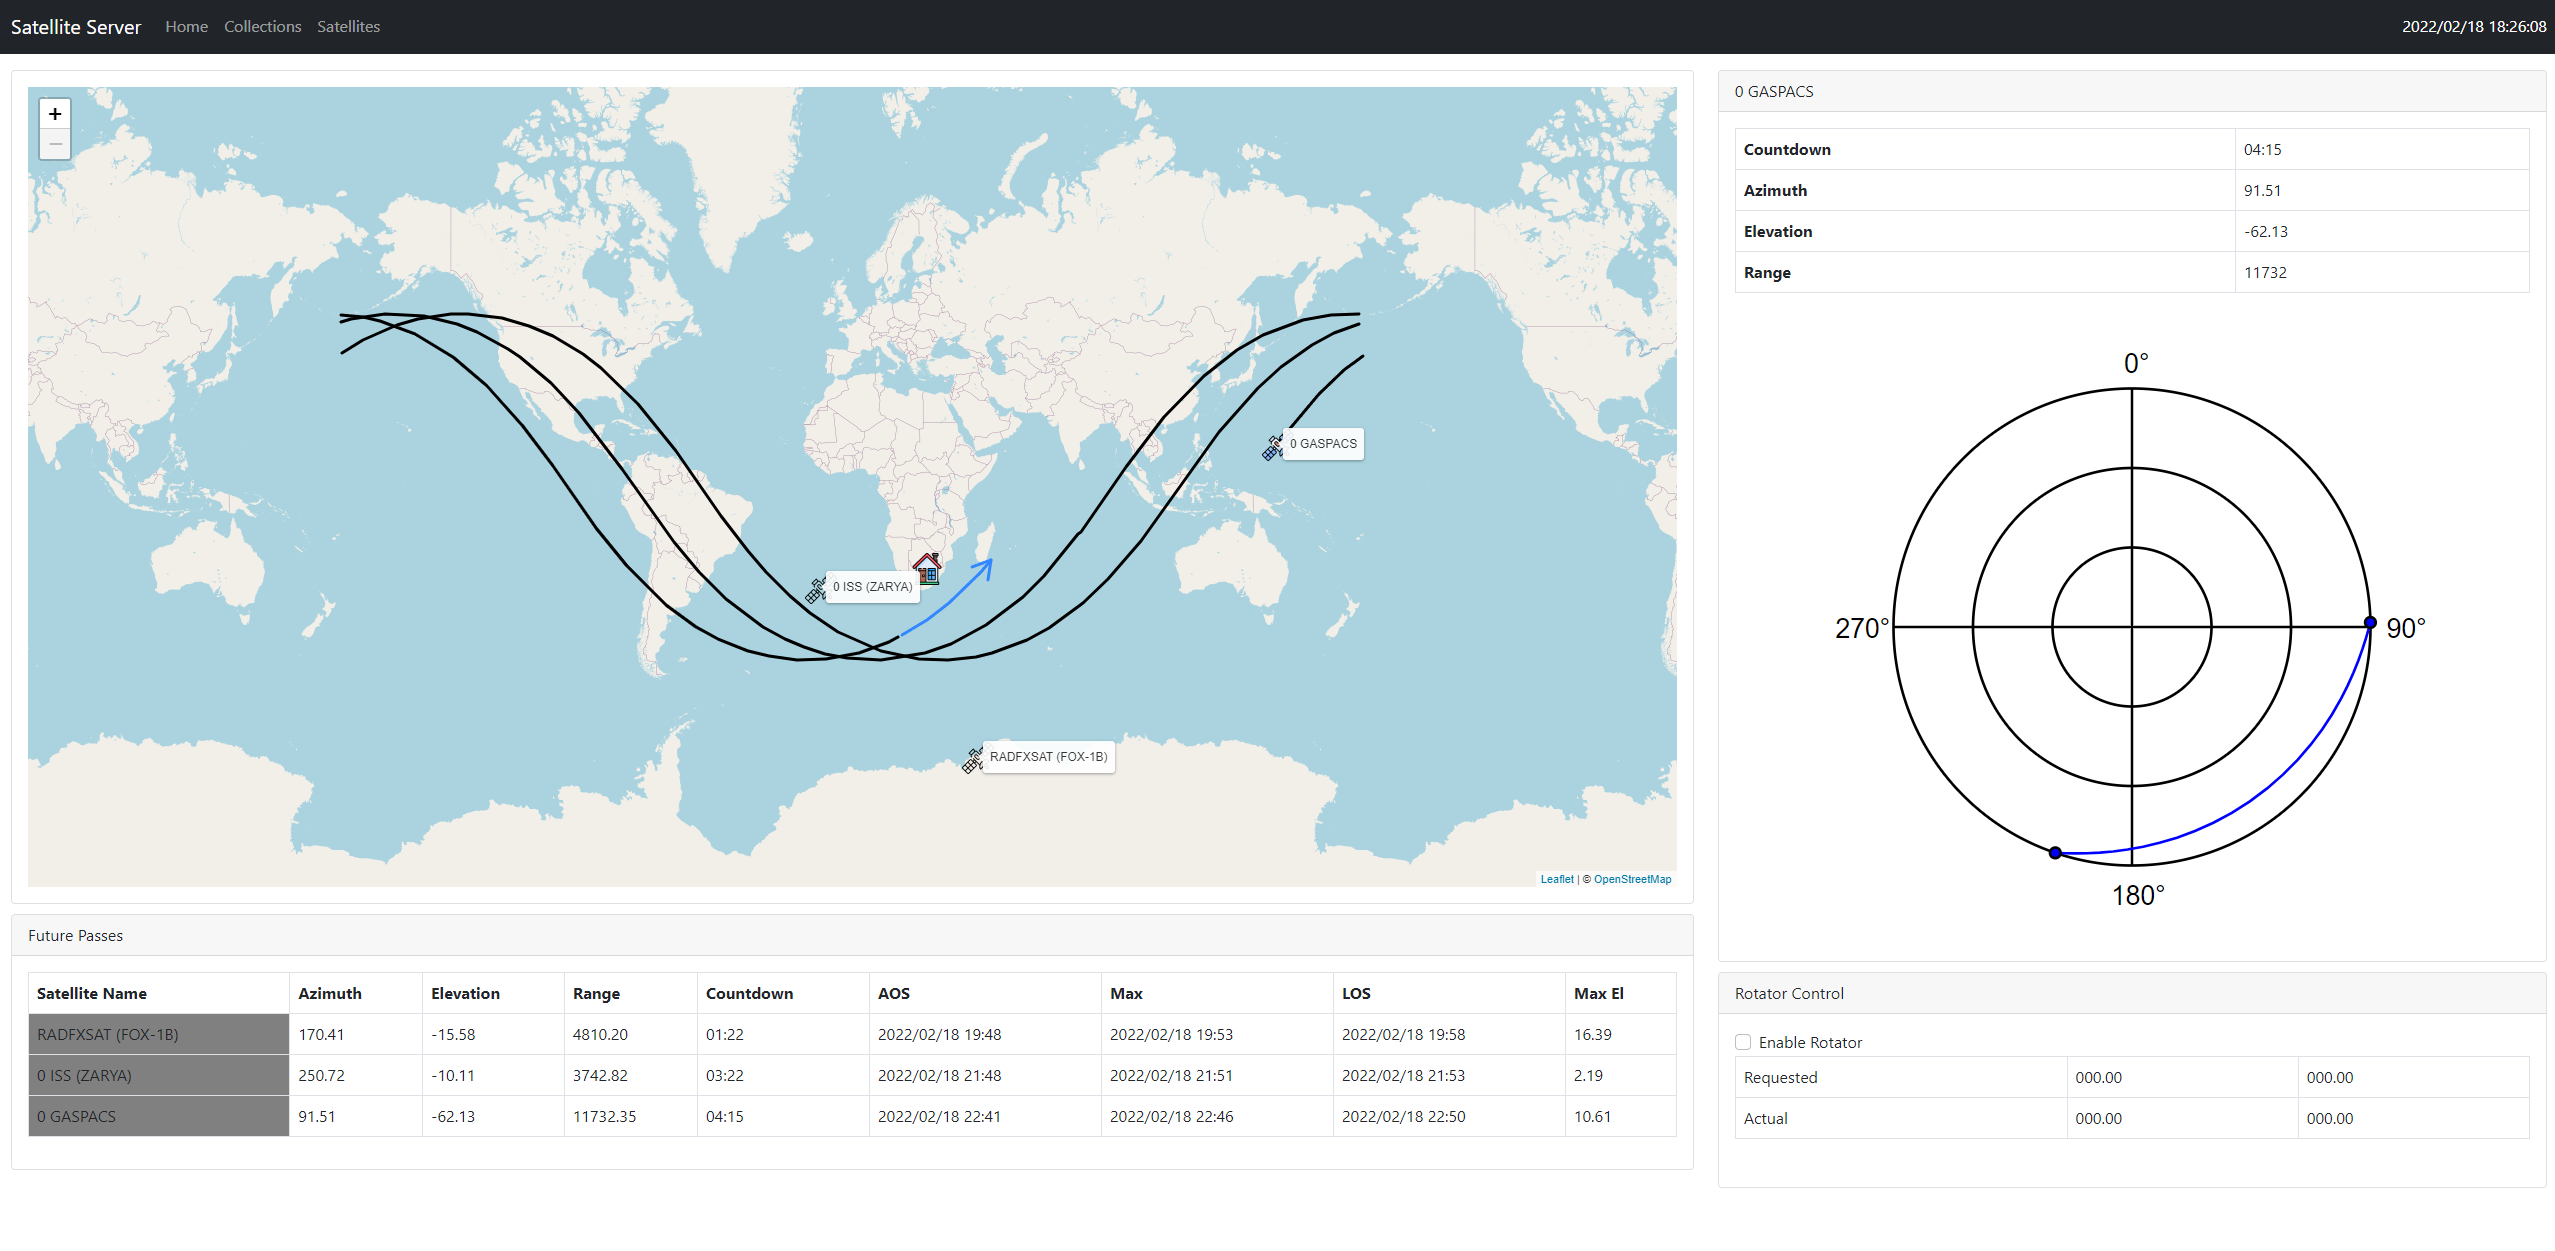 Satellite Server Home Collections Satellites 2022/02/18 18:26:08
+
−
0 GASPACS
0 ISS (ZARYA)
RADFXSAT (FOX-1B)
Leaflet | © OpenStreetMap
Future Passes
Satellite Name Azimuth Elevation Range Countdown AOS Max LOS Max El
RADFXSAT (FOX-1B) 170.41 -15.58 4810.20 01:22 2022/02/18 19:48 2022/02/18 19:53 2022/02/18 19:58 16.39
0 ISS (ZARYA) 250.72 -10.11 3742.82 03:22 2022/02/18 21:48 2022/02/18 21:51 2022/02/18 21:53 2.19
0 GASPACS 91.51 -62.13 11732.35 04:15 2022/02/18 22:41 2022/02/18 22:46 2022/02/18 22:50 10.61
0 GASPACS
Countdown 04:15
Azimuth 91.51
Elevation -62.13
Range 11732
0°
270° 90°
180°
Rotator Control
Enable Rotator
Requested 000.00 000.00
Actual 000.00 000.00